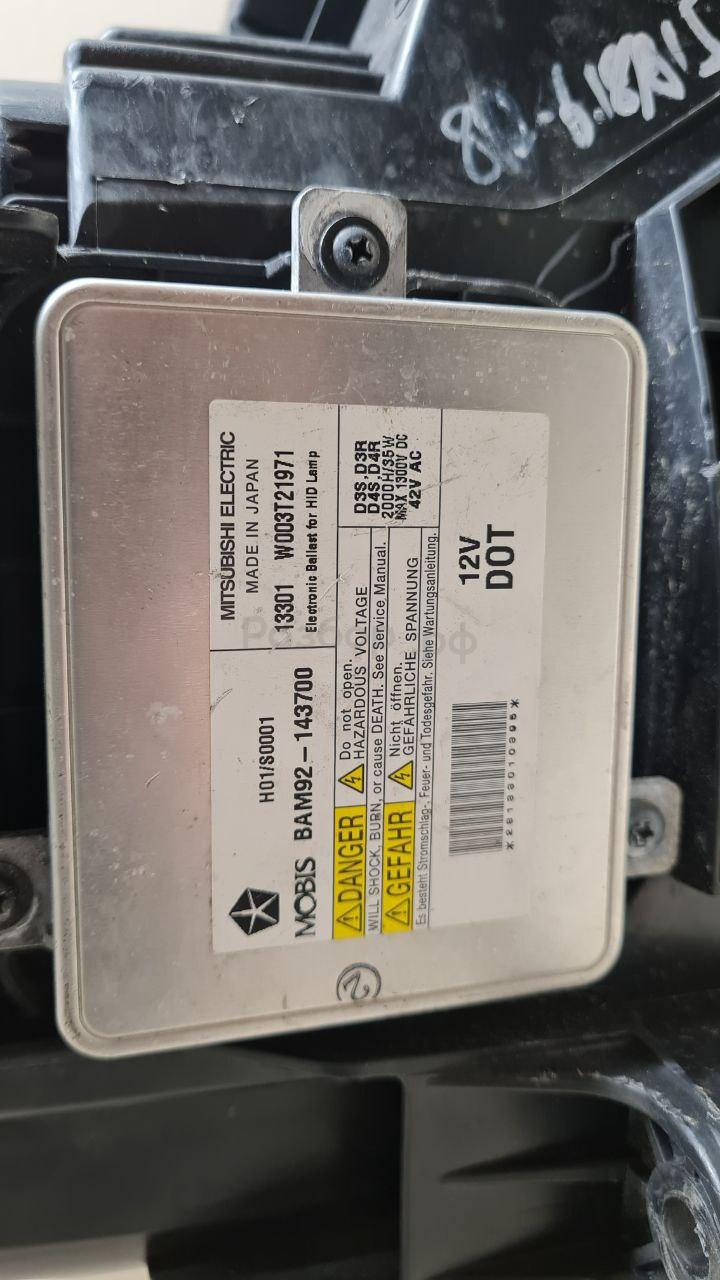 H01/S0001
MOBIS BAM92-143700
MITSUBISHI ELECTRIC
MADE IN JAPAN
13301 W003T21971
Electronic Ballast for HID Lamp
DANGER
Do not open.
HAZARDOUS VOLTAGE
WILL SHOCK, BURN, or cause DEATH. See Service Manual.
GEFAHR
Nicht öffnen.
GEFÄHRLICHE SPANNUNG
Es besteht Stromschlag-, Feuer- und Todesgefahr. Siehe Wartungsanleitung.
D3S,D3R
D4S,D4R
2000H/35W
MAX 1300V DC
42V AC
12V
DOT
2